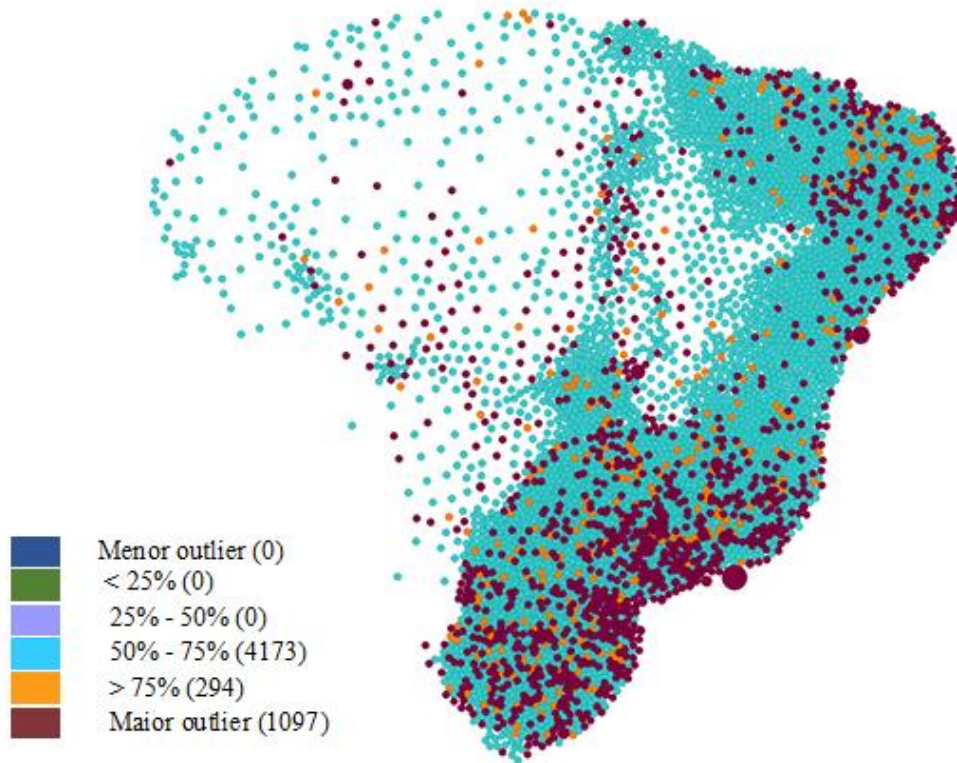 Menor outlier (0)
< 25% (0)
25% - 50% (0)
50% - 75% (4173)
> 75% (294)
Maior outlier (1097)